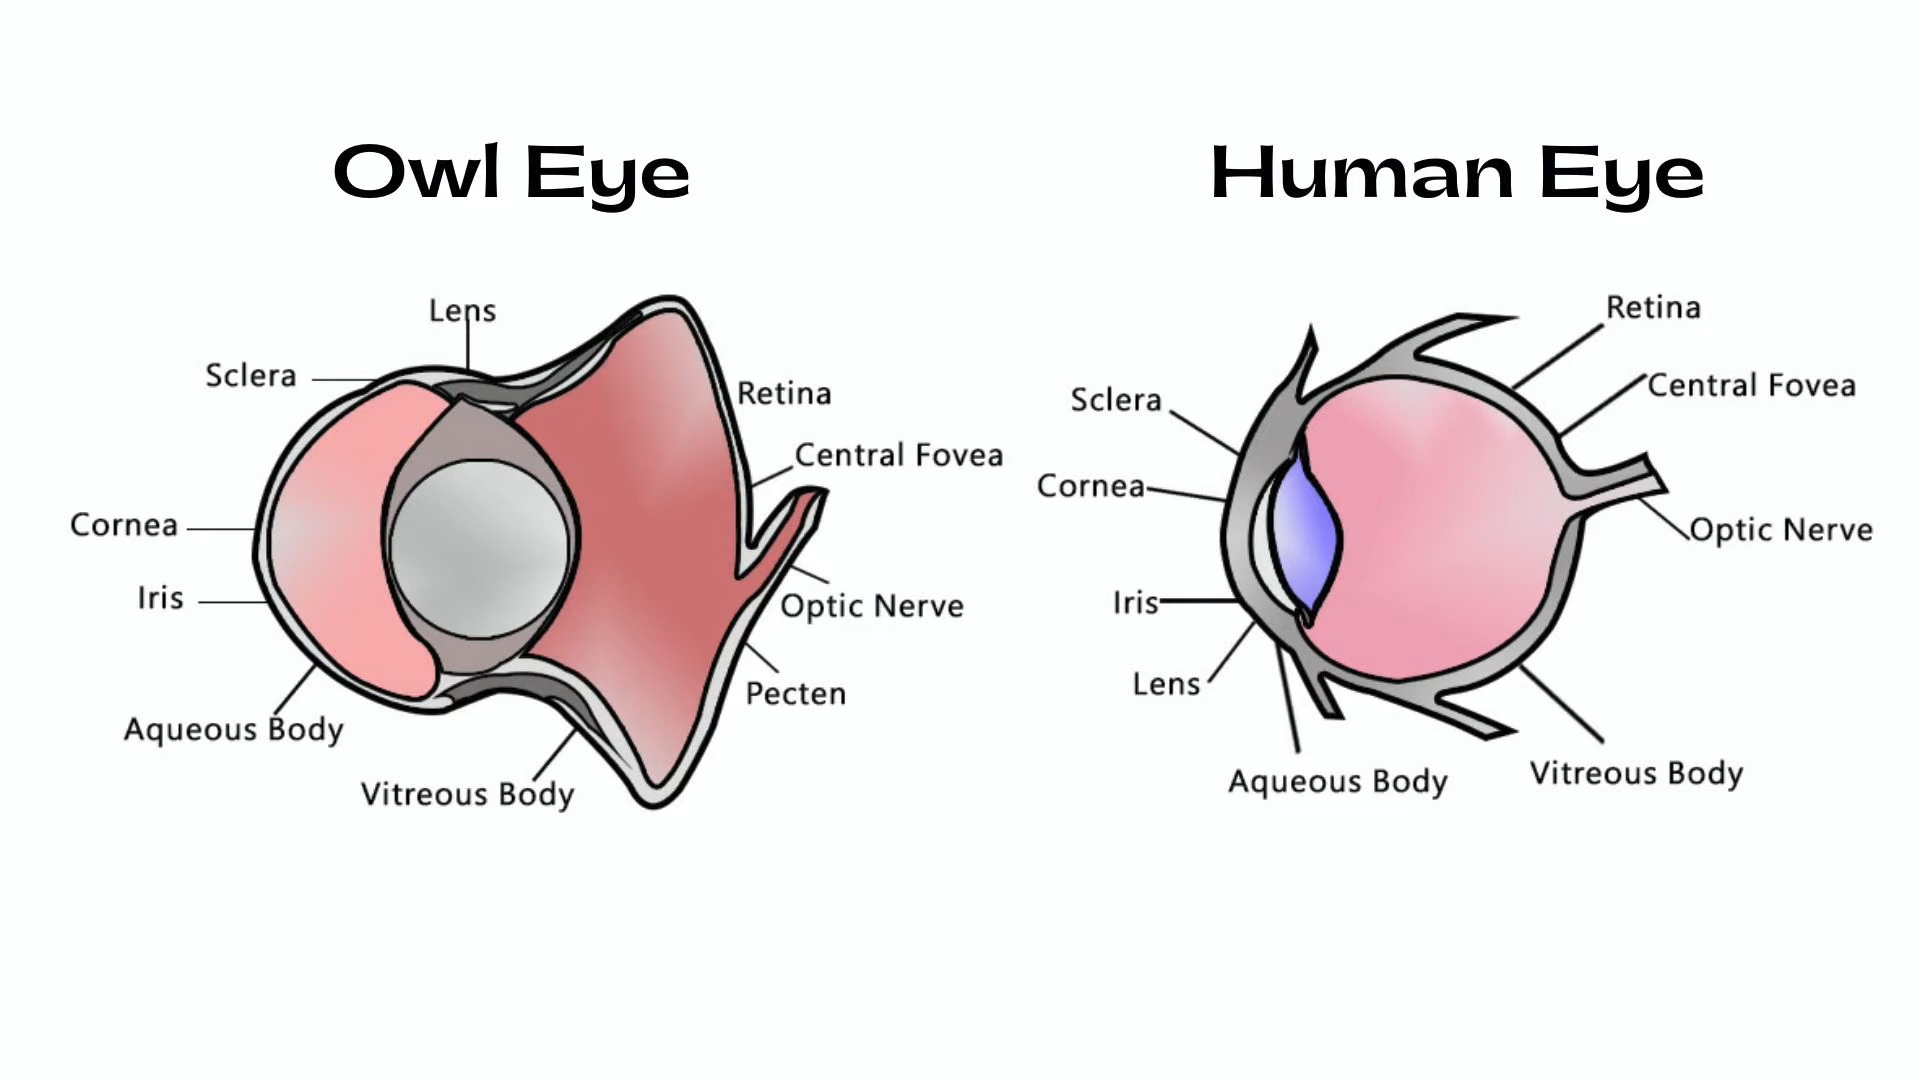 Owl Eye
Lens
Sclera
Cornea
Iris
Aqueous Body
Vitreous Body
Retina
Central Fovea
Optic Nerve
Pecten
Human Eye
Retina
Central Fovea
Optic Nerve
Sclera
Cornea
Iris
Lens
Aqueous Body
Vitreous Body